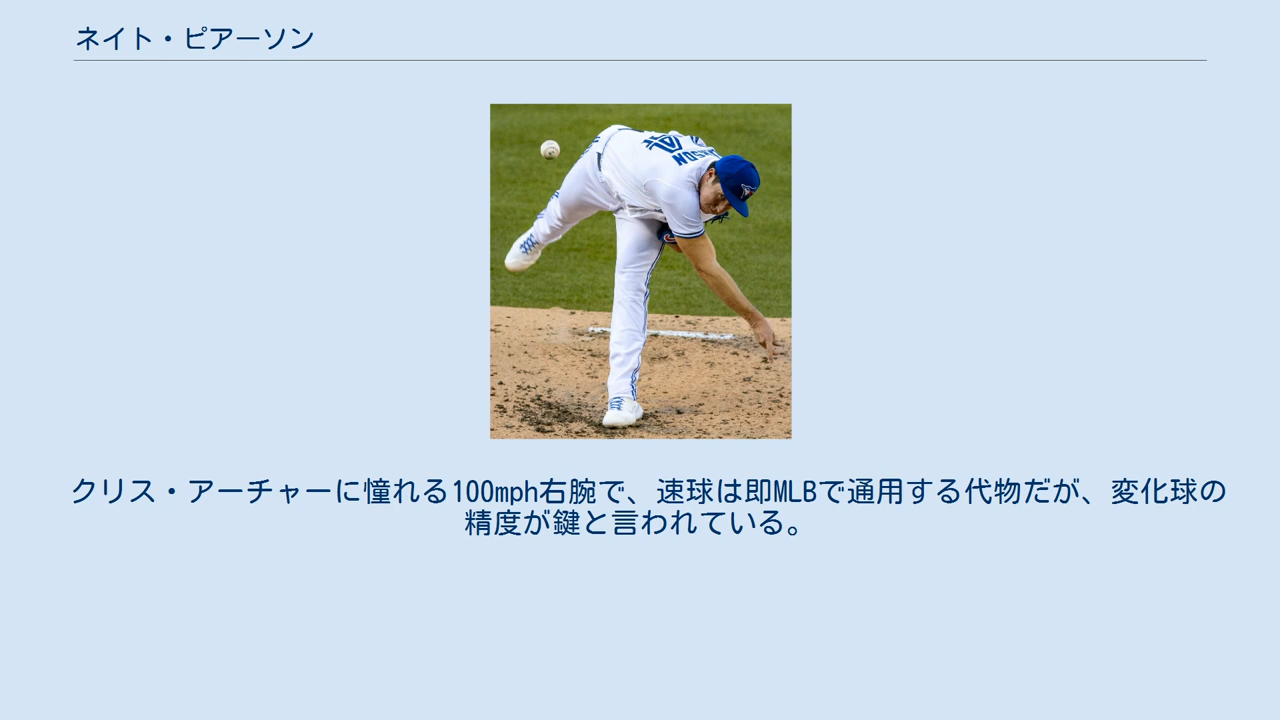 ネイト・ピアーソン
クリス・アーチャーに憧れる100mph右腕で、速球は即MLBで通用する代物だが、変化球の
精度が鍵と言われている。